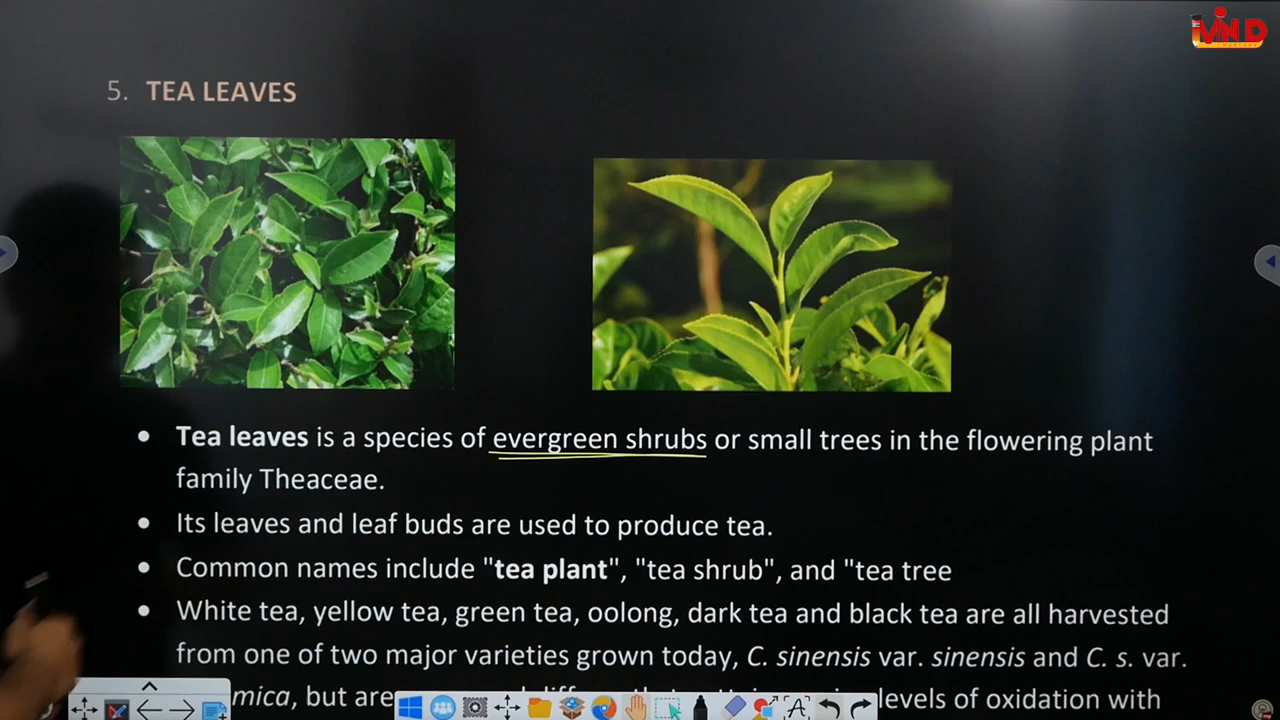 iMIND
5. TEA LEAVES
• Tea leaves is a species of evergreen shrubs or small trees in the flowering plant
family Theaceae.
• Its leaves and leaf buds are used to produce tea.
• Common names include "tea plant", "tea shrub", and "tea tree
• White tea, yellow tea, green tea, oolong, dark tea and black tea are all harvested
from one of two major varieties grown today, C. sinensis var. sinensis and C. s. var.
mica, but are levels of oxidation with